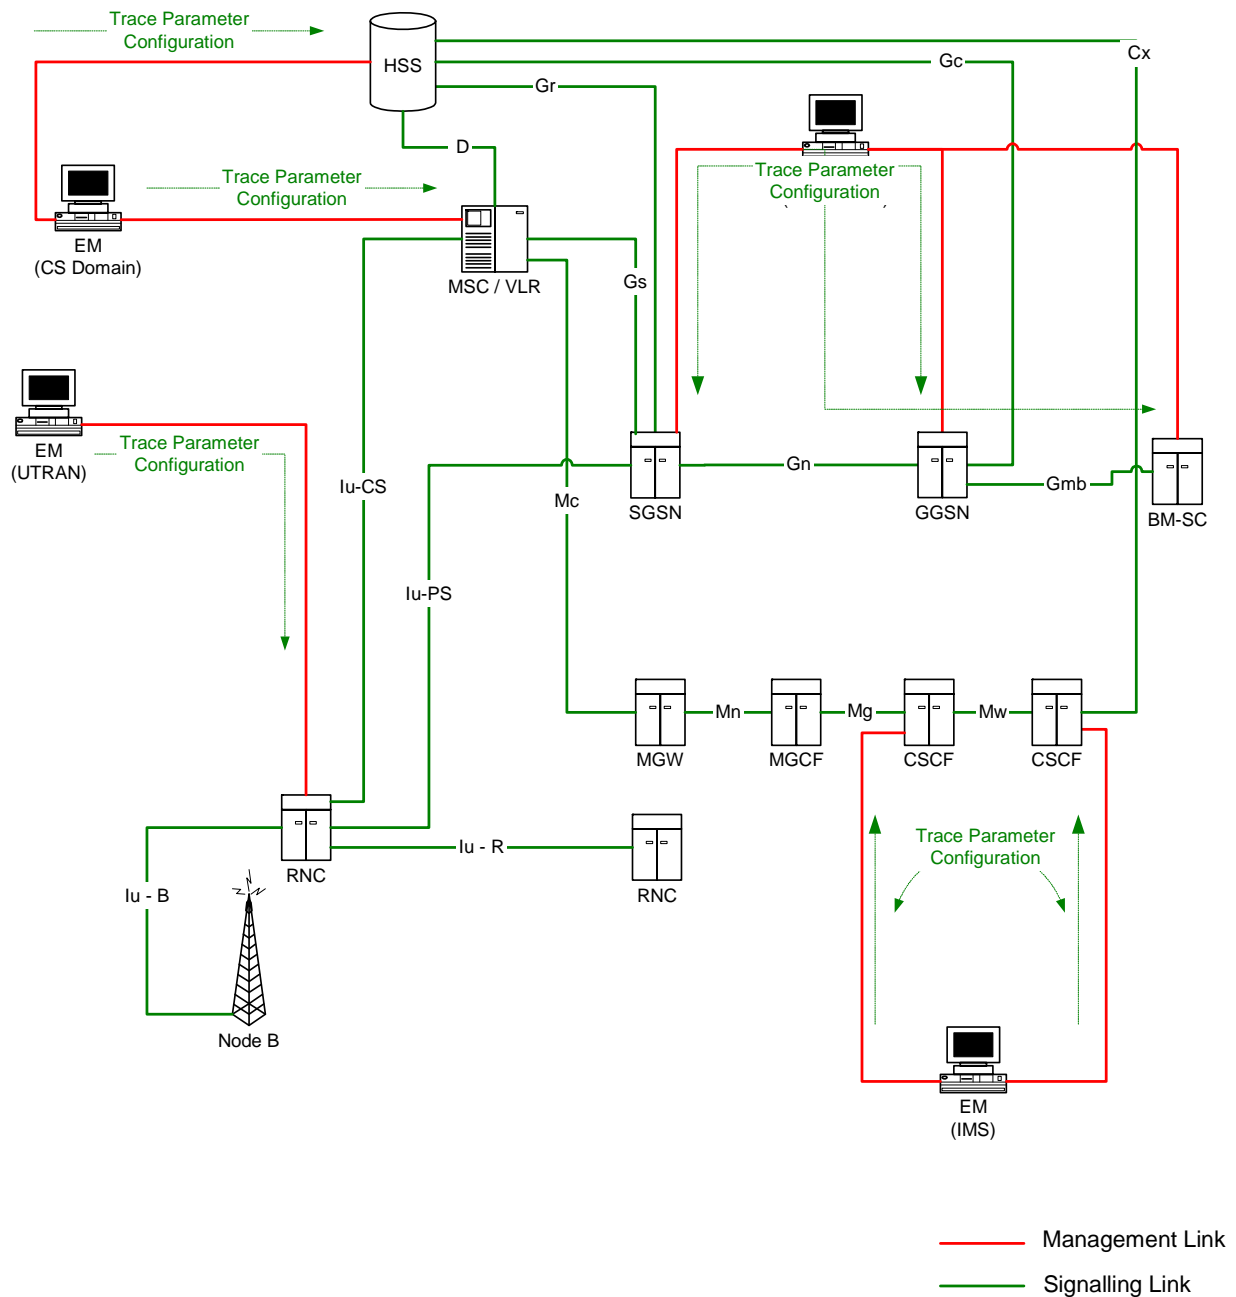 Trace Parameter
Configuration
HSS
Cx
Gc
Gr
D
Trace Parameter
Configuration
Trace Parameter
Configuration
EM
(CS Domain)
MSC / VLR
Gs
EM
(UTRAN)
Trace Parameter
Configuration
Iu-CS
Mc
SGSN
Gn
GGSN
Gmb
BM-SC
Iu-PS
Mn
Mg
Mw
MGW
MGCF
CSCF
CSCF
RNC
Iu - R
RNC
Trace Parameter
Configuration
Iu - B
Node B
EM
(IMS)
Management Link
Signalling Link